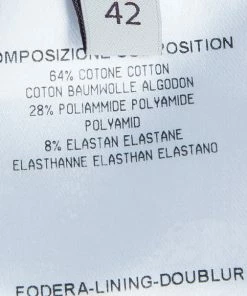 42
OMPOSIZIONE COMPOSITION
64% COTONE COTTON
COTON BAUMWOLLE ALGODON
28% POLIAMMIDE POLYAMIDE
POLYAMID
8% ELASTAN ELASTANE
ELASTHANNE ELASTHAN ELASTANO
FODERA-LINING-DOUBLUR